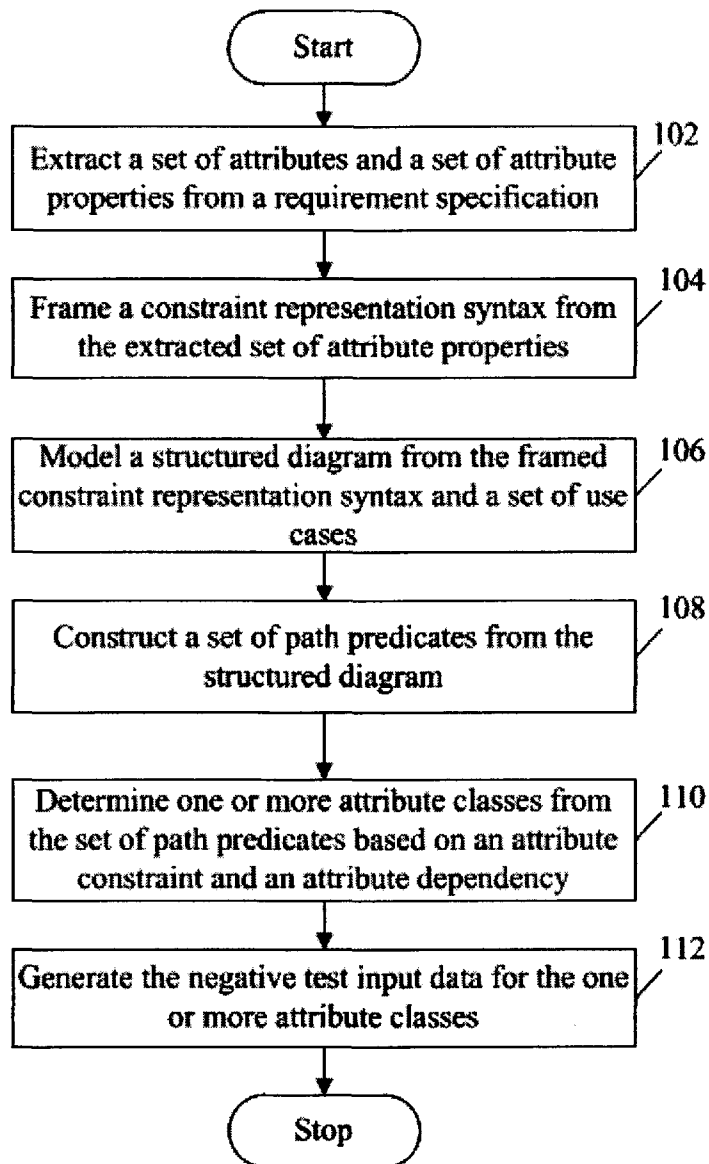 Start
102
Extract a set of attributes and a set of attribute
properties from a requirement specification
104
Frame a constraint representation syntax from
the extracted set of attribute properties
106
Model a structured diagram from the framed
constraint representation syntax and a set of use
cases
108
Construct a set of path predicates from the
structured diagram
110
Determine one or more attribute classes from
the set of path predicates based on an attribute
constraint and an attribute dependency
112
Generate the negative test input data for the one
or more attribute classes
Stop